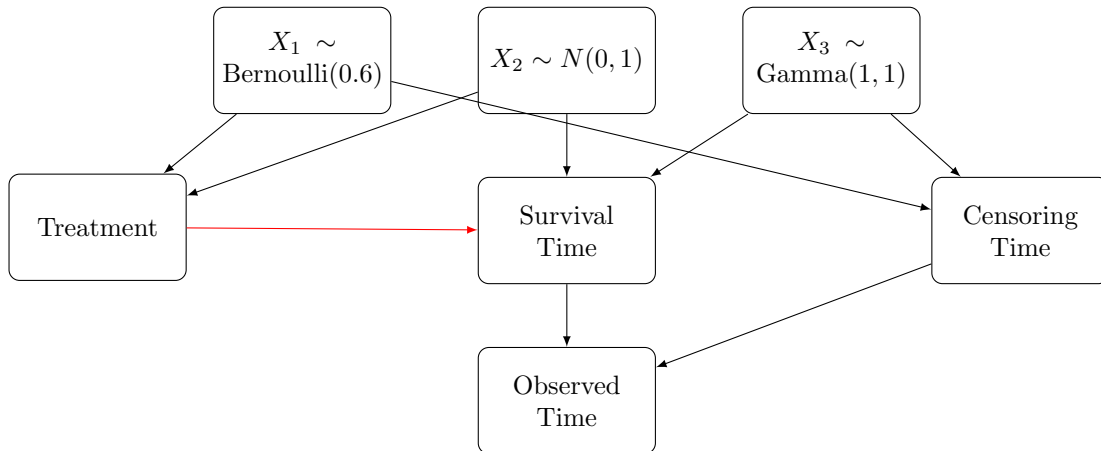 X₁ ∼
Bernoulli(0.6)
X₂ ∼ N(0, 1)
X₃ ∼
Gamma(1, 1)
Treatment
Survival
Time
Censoring
Time
Observed
Time